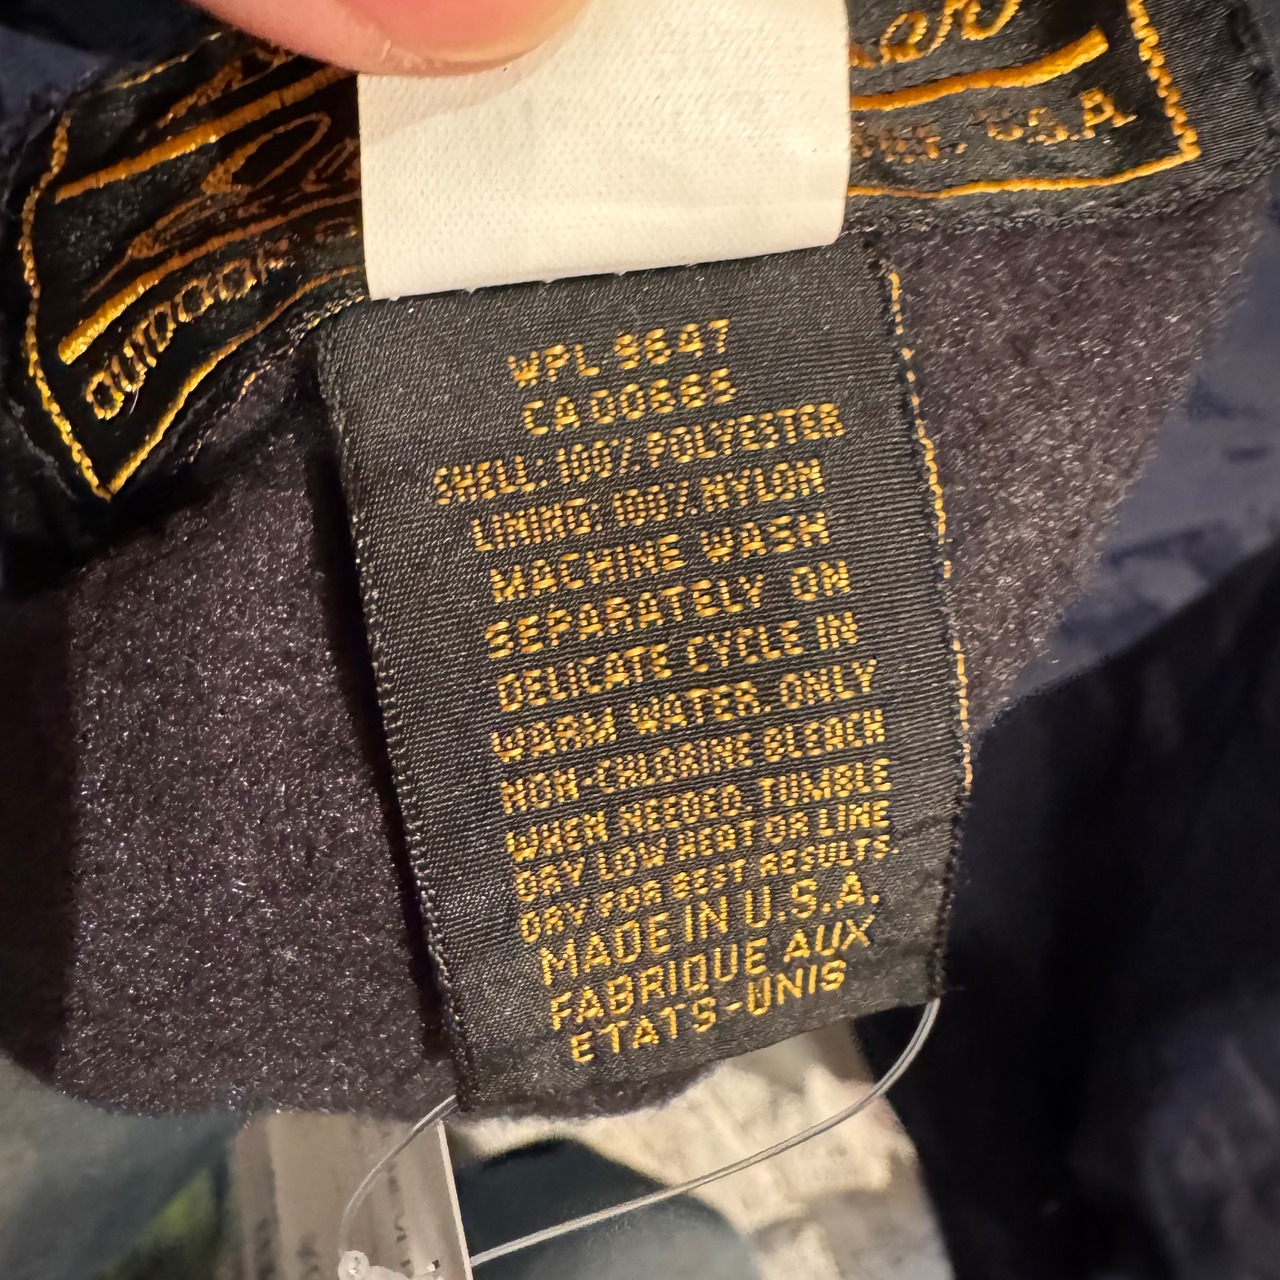 OUTDOOR
U.S.A
WPL 9647
CA 00665
SHELL: 100% POLYESTER
LINING: 100% NYLON
MACHINE WASH
SEPARATELY ON
DELICATE CYCLE IN
WARM WATER. ONLY
NON-CHLORINE BLEACH
WHEN NEEDED. TUMBLE
DRY LOW HEAT OR LINE
DRY FOR BEST RESULTS
MADE IN U.S.A.
FABRIQUE AUX
ETATS-UNIS